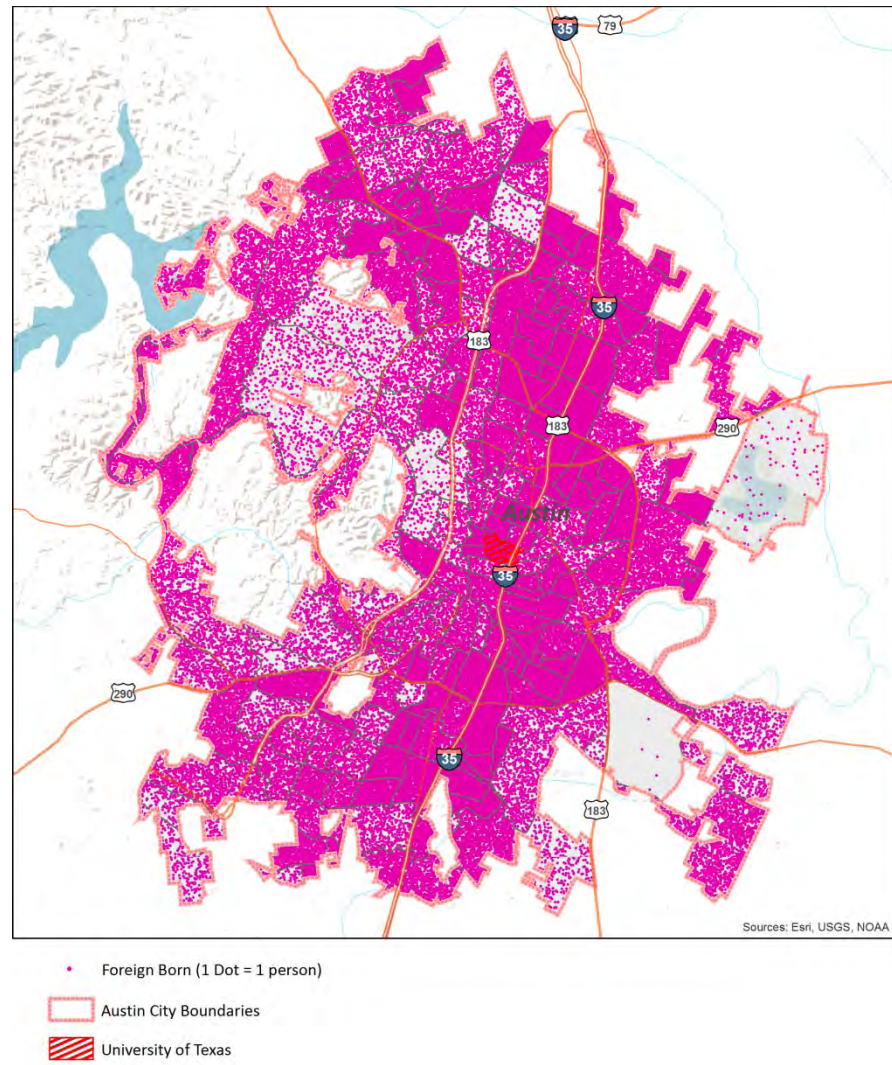 35
79
35
183
183
290
Austin
35
290
35
183
Sources: Esri, USGS, NOAA
Foreign Born (1 Dot = 1 person)
Austin City Boundaries
University of Texas